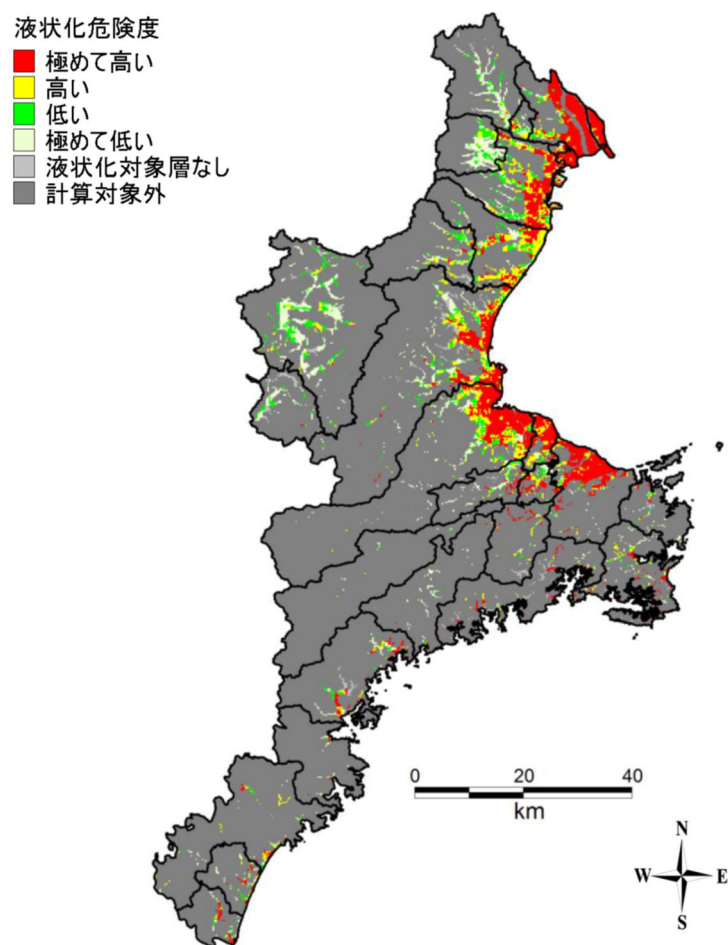 液状化危険度
極めて高い
高い
低い
極めて低い
液状化対象層なし
計算対象外
0 20 40
km
N
W E
S